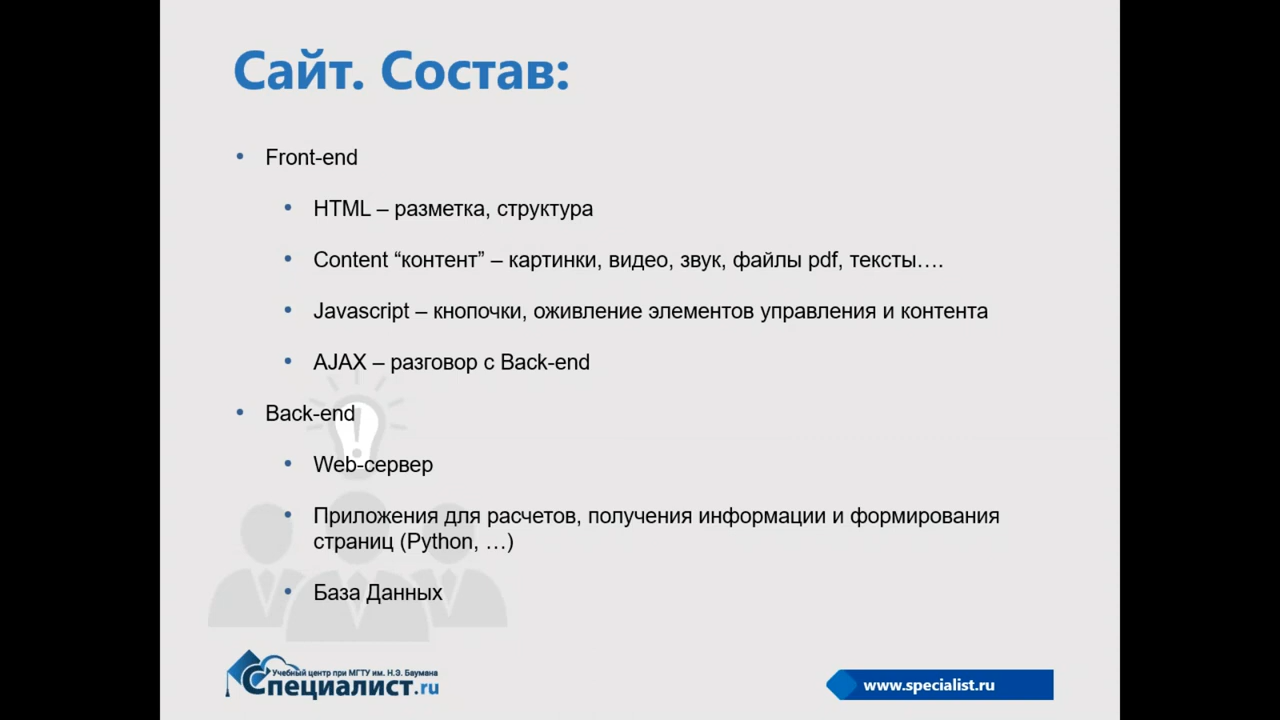 Сайт. Состав:
• Front-end
• HTML – разметка, структура
• Content “контент” – картинки, видео, звук, файлы pdf, тексты….
• Javascript – кнопочки, оживление элементов управления и контента
• AJAX – разговор с Back-end
• Back-end
• Web-сервер
• Приложения для расчетов, получения информации и формирования
страниц (Python, …)
• База Данных
Учебный центр при МГТУ им. Н.Э. Баумана
Специалист.ru
www.specialist.ru